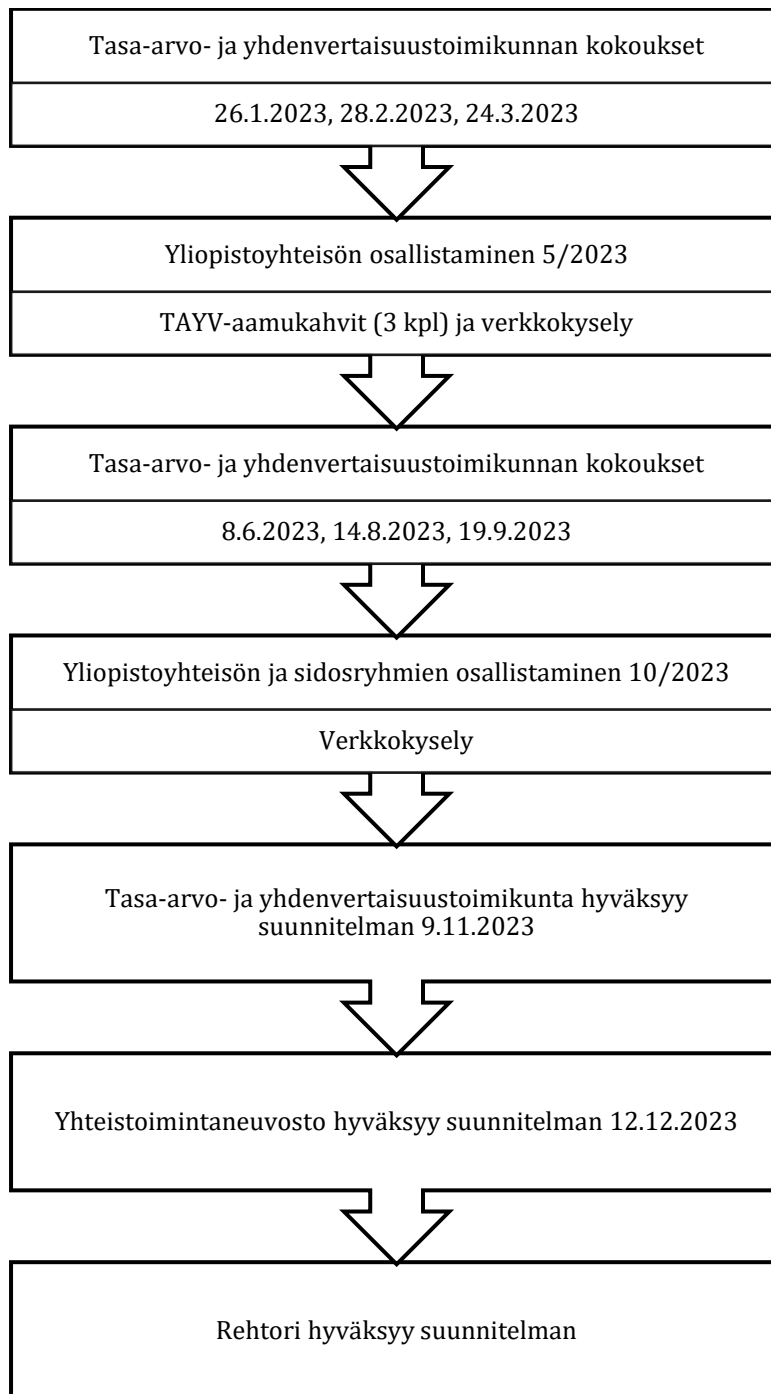 Tasa-arvo- ja yhdenvertaisuustoimikunnan kokoukset
26.1.2023, 28.2.2023, 24.3.2023
Yliopistoyhteisön osallistaminen 5/2023
TAYV-aamukahvit (3 kpl) ja verkkokysely
Tasa-arvo- ja yhdenvertaisuustoimikunnan kokoukset
8.6.2023, 14.8.2023, 19.9.2023
Yliopistoyhteisön ja sidosryhmien osallistaminen 10/2023
Verkkokysely
Tasa-arvo- ja yhdenvertaisuustoimikunta hyväksyy
suunnitelman 9.11.2023
Yhteistoimintaneuvosto hyväksyy suunnitelman 12.12.2023
Rehtori hyväksyy suunnitelman